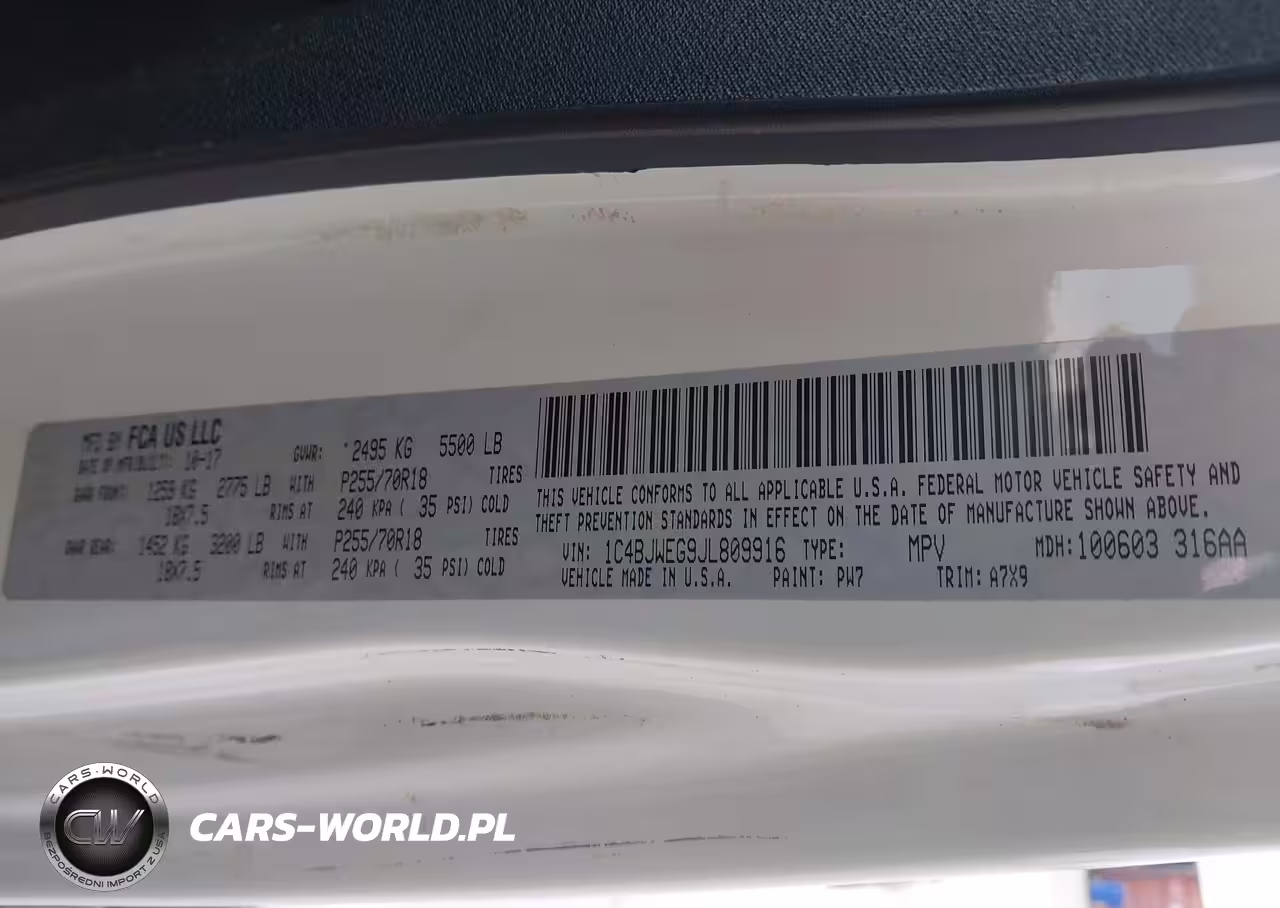 MFD BY FCA US LLC
DATE OF MFR(BUILT): 10-17
GVWR: *2495 KG 5500 LB
GAWR FRONT: 1259 KG 2775 LB WITH P255/70R18 TIRES
18X7.5 RIMS AT 240 KPA ( 35 PSI) COLD
GAWR REAR: 1452 KG 3200 LB WITH P255/70R18 TIRES
18X7.5 RIMS AT 240 KPA ( 35 PSI) COLD
THIS VEHICLE CONFORMS TO ALL APPLICABLE U.S.A. FEDERAL MOTOR VEHICLE SAFETY AND
THEFT PREVENTION STANDARDS IN EFFECT ON THE DATE OF MANUFACTURE SHOWN ABOVE.
VIN: 1C4BJWEG9JL809916 TYPE: MPV MDH:100603 316AA
VEHICLE MADE IN U.S.A. PAINT: PW7 TRIM: A7X9
CARS-WORLD
CW
BEZPOŚREDNI IMPORT Z USA
CARS-WORLD.PL